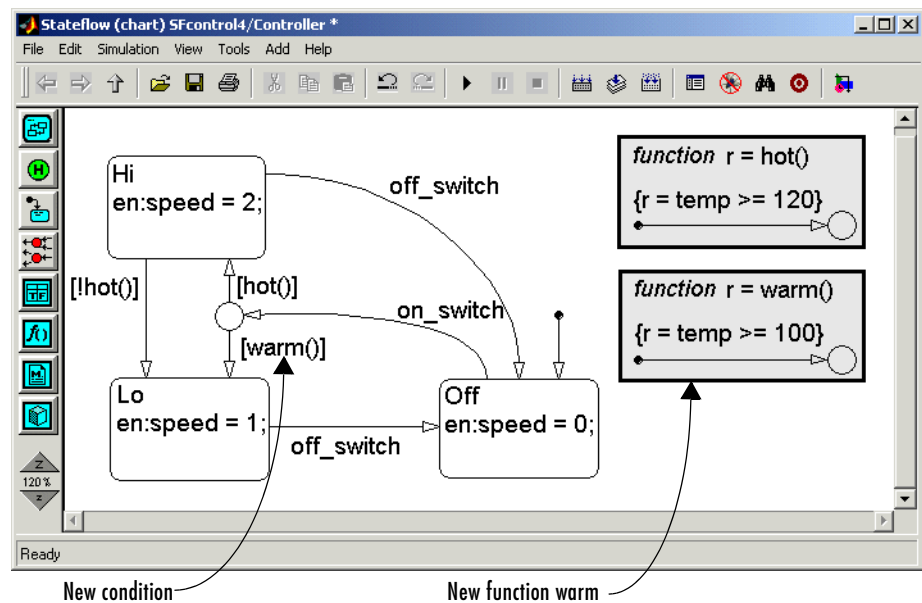 Stateflow (chart) SFcontrol4/Controller *
File Edit Simulation View Tools Add Help
Hi
en:speed = 2;
off_switch
function r = hot()
{r = temp >= 120}
[!hot()]
[hot()]
on_switch
function r = warm()
{r = temp >= 100}
[warm()]
Lo
en:speed = 1;
off_switch
Off
en:speed = 0;
Z
120%
z
Ready
New condition
New function warm